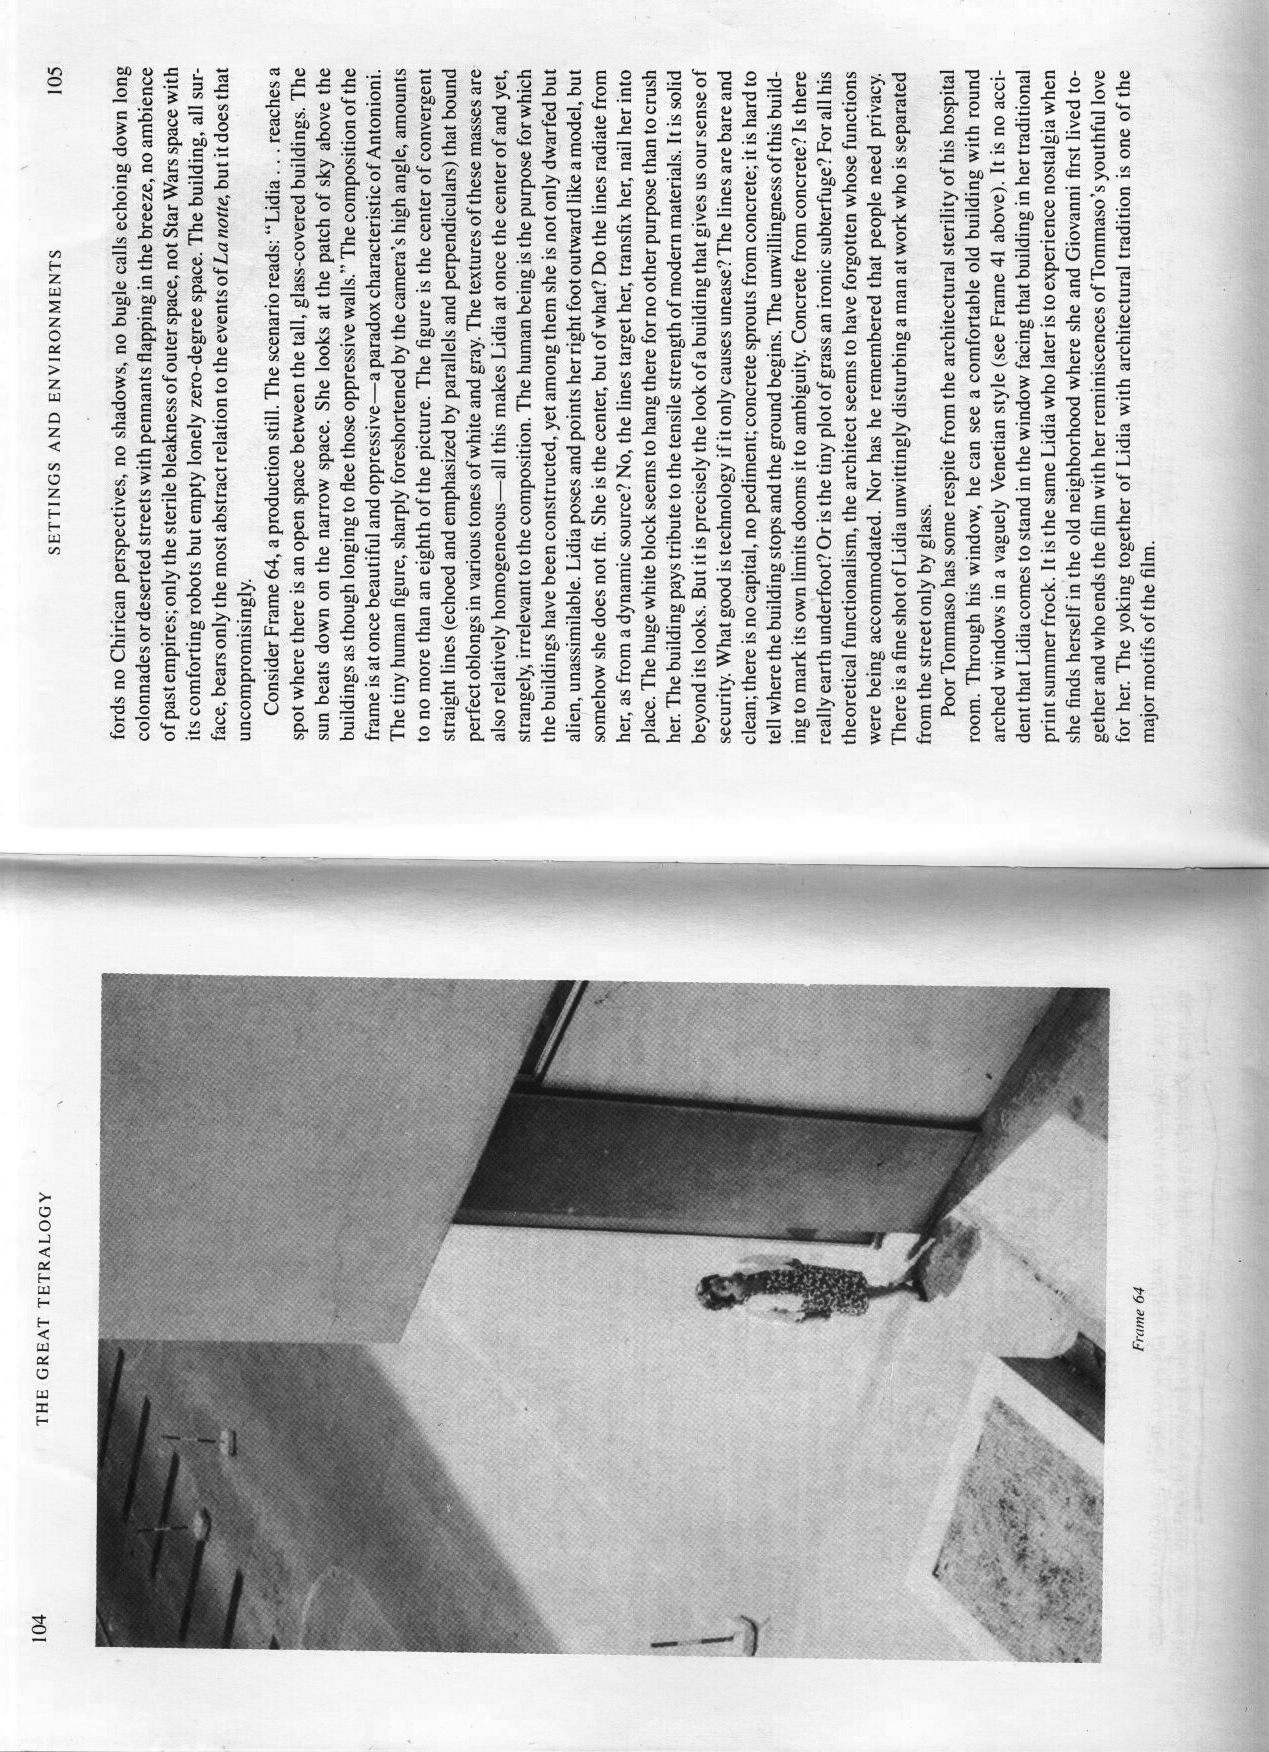 104
THE GREAT TETRALOGY
Frame 64
SETTINGS AND ENVIRONMENTS
105
fords no Chirican perspectives, no shadows, no bugle calls echoing down long
colonnades or deserted streets with pennants flapping in the breeze, no ambience
of past empires; only the sterile bleakness of outer space, not Star Wars space with
its comforting robots but empty lonely zero-degree space. The building, all sur-
face, bears only the most abstract relation to the events of La notte, but it does that
uncompromisingly.
Consider Frame 64, a production still. The scenario reads: “Lidia . . . reaches a
spot where there is an open space between the tall, glass-covered buildings. The
sun beats down on the narrow space. She looks at the patch of sky above the
buildings as though longing to flee those oppressive walls.” The composition of the
frame is at once beautiful and oppressive—a paradox characteristic of Antonioni.
The tiny human figure, sharply foreshortened by the camera's high angle, amounts
to no more than an eighth of the picture. The figure is the center of convergent
straight lines (echoed and emphasized by parallels and perpendiculars) that bound
perfect oblongs in various tones of white and gray. The textures of these masses are
also relatively homogeneous—all this makes Lidia at once the center of and yet,
strangely, irrelevant to the composition. The human being is the purpose for which
the buildings have been constructed, yet among them she is not only dwarfed but
alien, unassimilable. Lidia poses and points her right foot outward like a model, but
somehow she does not fit. She is the center, but of what? Do the lines radiate from
her, as from a dynamic source? No, the lines target her, transfix her, nail her into
place. The huge white block seems to hang there for no other purpose than to crush
her. The building pays tribute to the tensile strength of modern materials. It is solid
beyond its looks. But it is precisely the look of a building that gives us our sense of
security. What good is technology if it only causes unease? The lines are bare and
clean; there is no capital, no pediment; concrete sprouts from concrete; it is hard to
tell where the building stops and the ground begins. The unwillingness of this build-
ing to mark its own limits dooms it to ambiguity. Concrete from concrete? Is there
really earth underfoot? Or is the tiny plot of grass an ironic subterfuge? For all his
theoretical functionalism, the architect seems to have forgotten whose functions
were being accommodated. Nor has he remembered that people need privacy.
There is a fine shot of Lidia unwittingly disturbing a man at work who is separated
from the street only by glass.
Poor Tommaso has some respite from the architectural sterility of his hospital
room. Through his window, he can see a comfortable old building with round
arched windows in a vaguely Venetian style (see Frame 41 above). It is no acci-
dent that Lidia comes to stand in the window facing that building in her traditional
print summer frock. It is the same Lidia who later is to experience nostalgia when
she finds herself in the old neighborhood where she and Giovanni first lived to-
gether and who ends the film with her reminiscences of Tommaso's youthful love
for her. The yoking together of Lidia with architectural tradition is one of the
major motifs of the film.